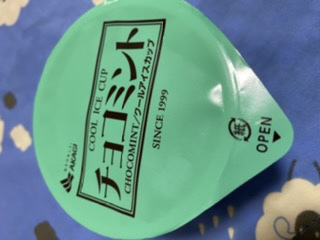 AKAGI
COOL ICE CUP
チョコミント
CHOCOMINT/クールアイスカップ
SINCE 1999
紙
OPEN